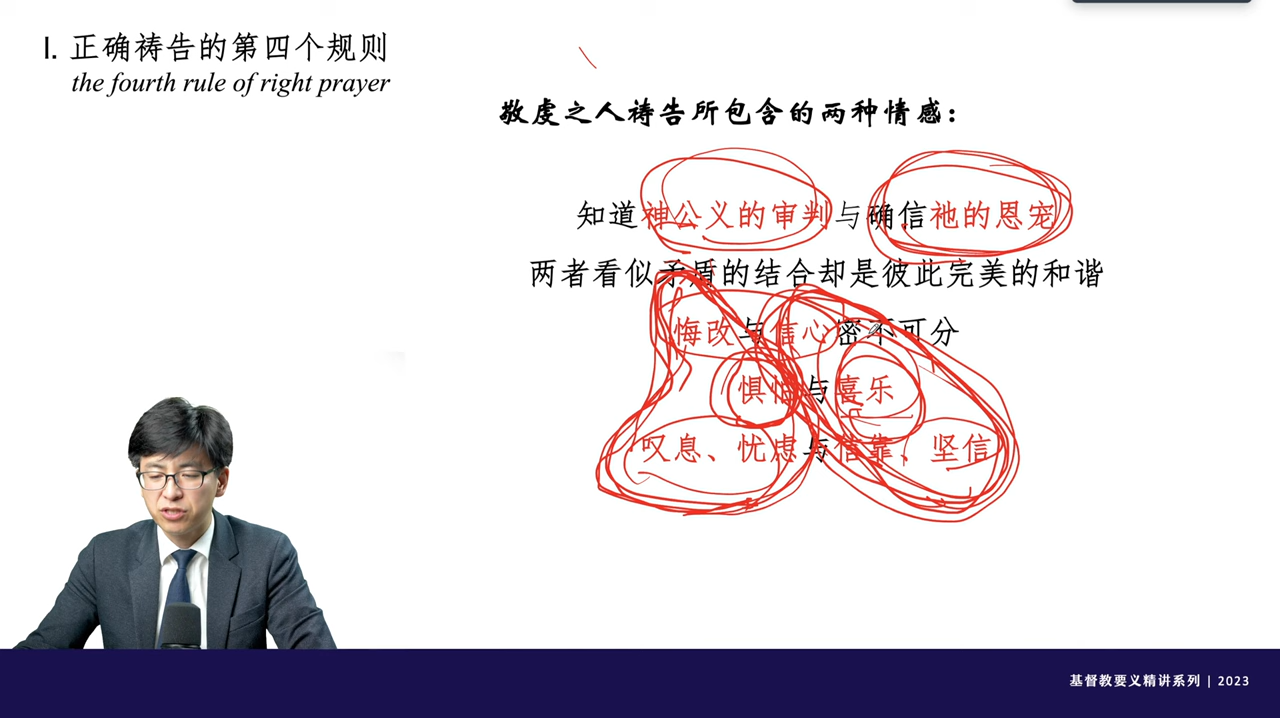 I. 正确祷告的第四个规则
the fourth rule of right prayer
敬虔之人祷告所包含的两种情感：
知道神公义的审判与确信祂的恩宠
两者看似矛盾的结合却是彼此完美的和谐
悔改与信心密不可分
惧怕与喜乐
叹息、忧虑与信靠、坚信
基督教要义精讲系列 | 2023